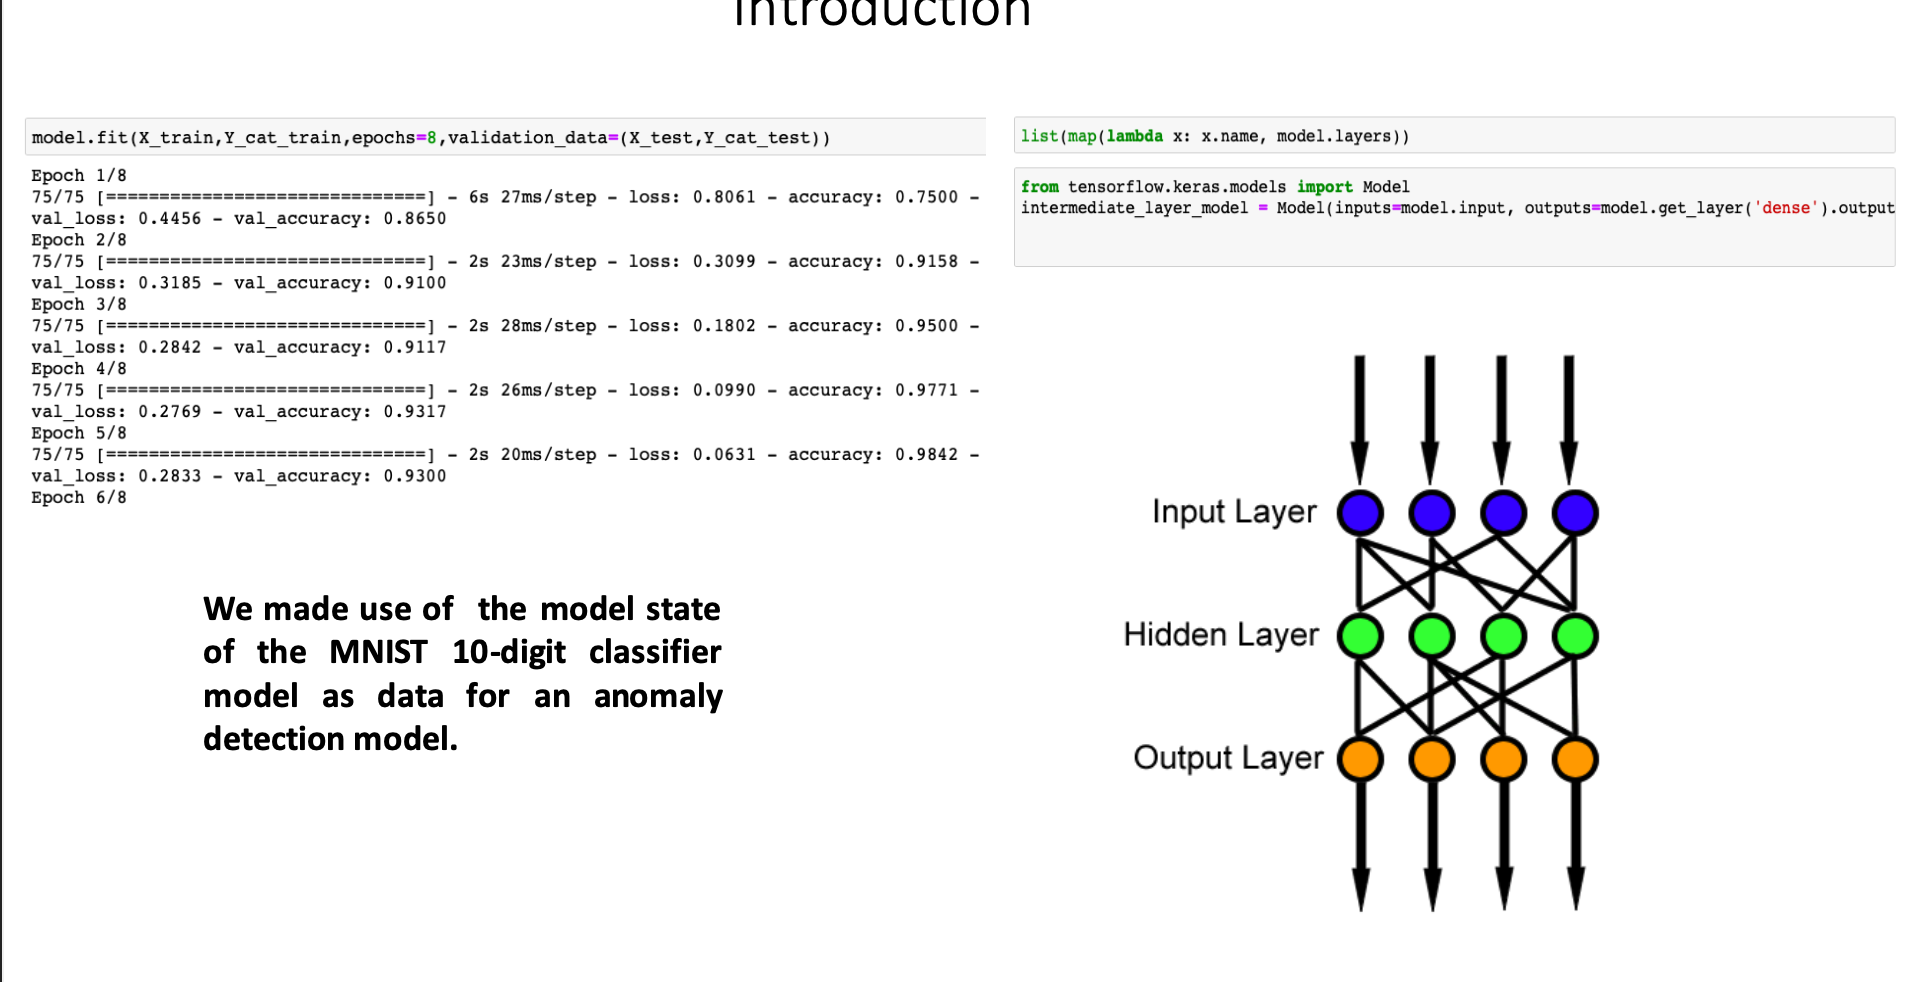 Introduction
model.fit(X_train,Y_cat_train,epochs=8,validation_data=(X_test,Y_cat_test))
Epoch 1/8
75/75 [==============================] - 6s 27ms/step - loss: 0.8061 - accuracy: 0.7500 -
val_loss: 0.4456 - val_accuracy: 0.8650
Epoch 2/8
75/75 [==============================] - 2s 23ms/step - loss: 0.3099 - accuracy: 0.9158 -
val_loss: 0.3185 - val_accuracy: 0.9100
Epoch 3/8
75/75 [==============================] - 2s 28ms/step - loss: 0.1802 - accuracy: 0.9500 -
val_loss: 0.2842 - val_accuracy: 0.9117
Epoch 4/8
75/75 [==============================] - 2s 26ms/step - loss: 0.0990 - accuracy: 0.9771 -
val_loss: 0.2769 - val_accuracy: 0.9317
Epoch 5/8
75/75 [==============================] - 2s 20ms/step - loss: 0.0631 - accuracy: 0.9842 -
val_loss: 0.2833 - val_accuracy: 0.9300
Epoch 6/8
We made use of the model state
of the MNIST 10-digit classifier
model as data for an anomaly
detection model.
list(map(lambda x: x.name, model.layers))
from tensorflow.keras.models import Model
intermediate_layer_model = Model(inputs=model.input, outputs=model.get_layer('dense').output
Input Layer
Hidden Layer
Output Layer